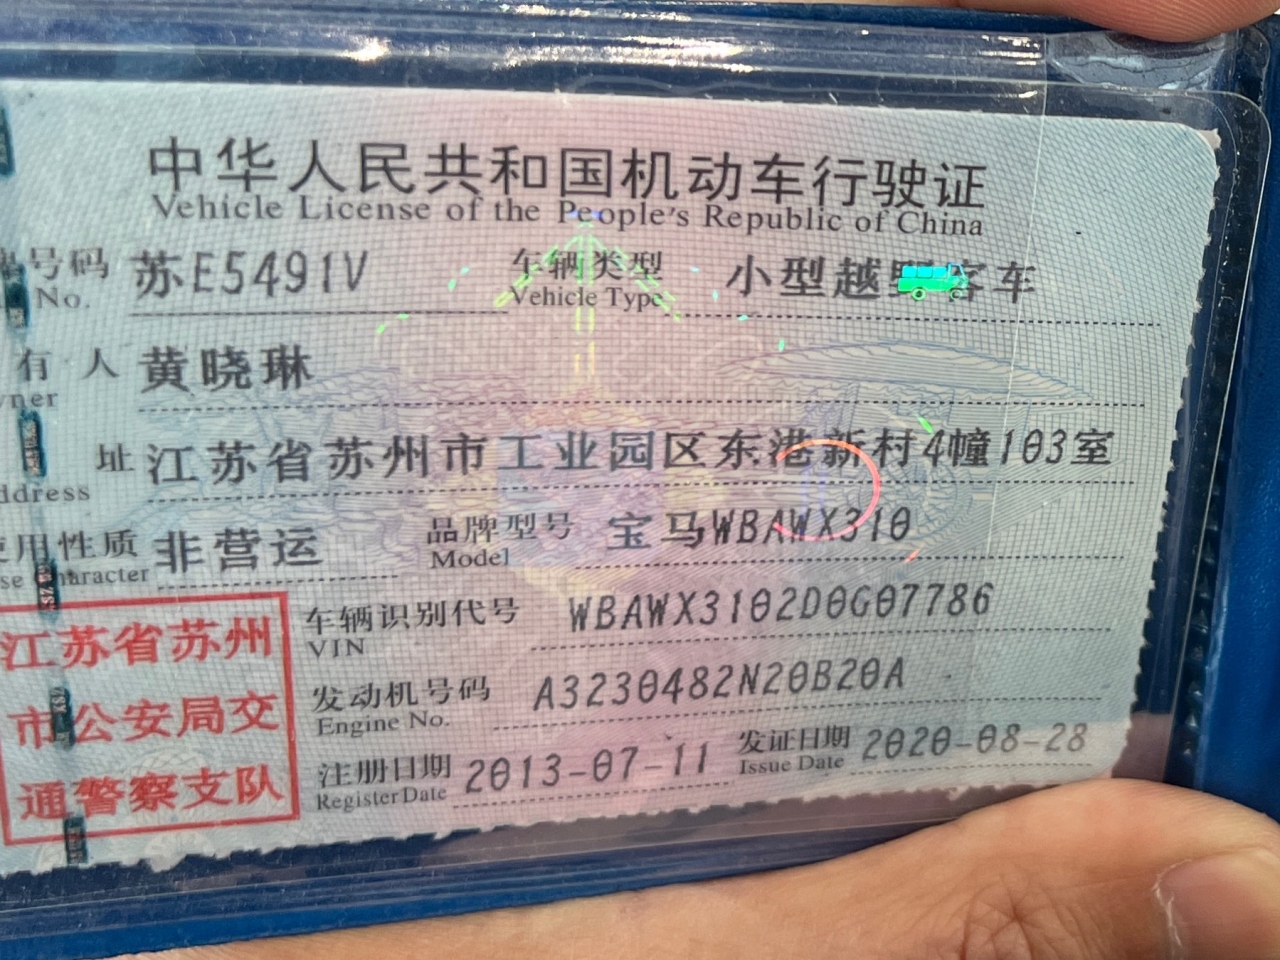 中华人民共和国机动车行驶证
Vehicle License of the People's Republic of China
号码 苏E5491V 车辆类型 小型越野客车
No. Vehicle Type
有人 黄晓琳
wner
址 江苏省苏州市工业园区东港新村4幢103室
ddress
使用性质 非营运 品牌型号 宝马WBAWX310
se Character Model
江苏省苏州
市公安局交
通警察支队
车辆识别代号 WBAWX3102D0G07786
VIN
发动机号码 A3230482N20B20A
Engine No.
注册日期 2013-07-11 发证日期 2020-08-28
Register Date Issue Date